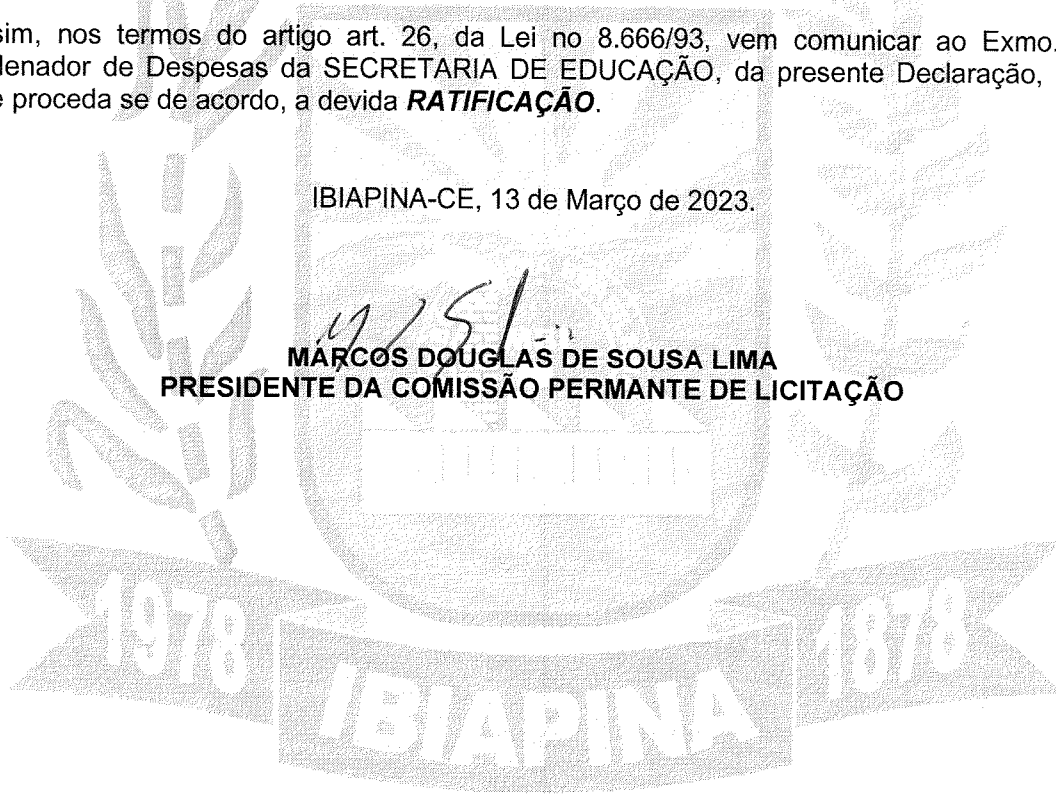 sim, nos termos do artigo art. 26, da Lei no 8.666/93, vem comunicar ao Exmo.
denador de Despesas da SECRETARIA DE EDUCAÇÃO, da presente Declaração,
e proceda se de acordo, a devida RATIFICAÇÃO.
IBIAPINA-CE, 13 de Março de 2023.
MARCOS DOUGLAS DE SOUSA LIMA
PRESIDENTE DA COMISSÃO PERMANTE DE LICITAÇÃO
1978 1878
IBIAPINA